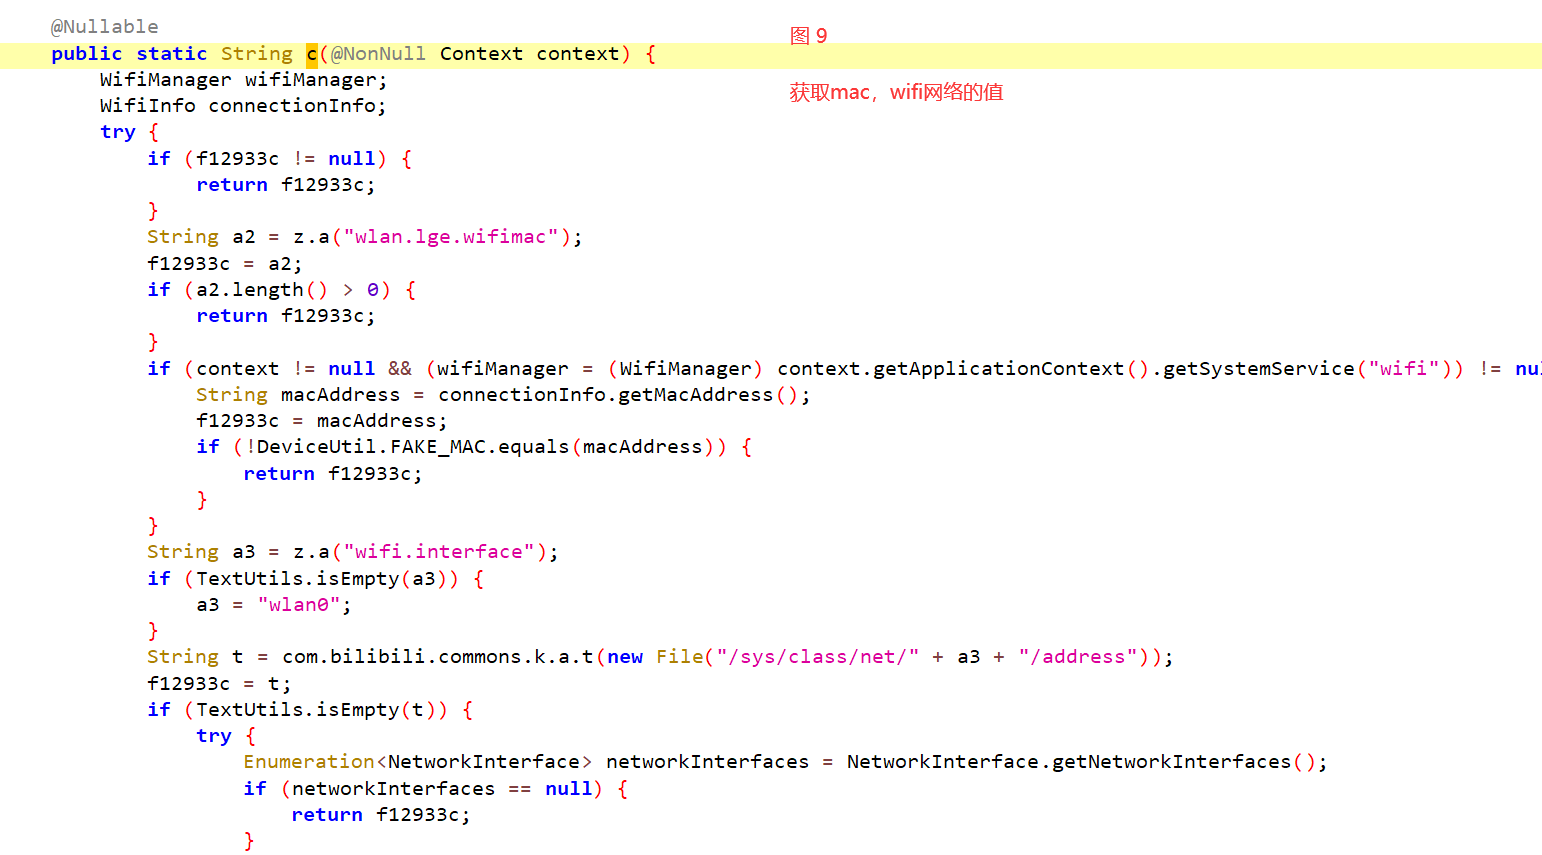 @Nullable
图 9
public static String c(@NonNull Context context) {
WifiManager wifiManager;
获取mac，wifi网络的值
WifiInfo connectionInfo;
try {
if (f12933c != null) {
return f12933c;
}
String a2 = z.a("wlan.lge.wifimac");
f12933c = a2;
if (a2.length() > 0) {
return f12933c;
}
if (context != null && (wifiManager = (WifiManager) context.getApplicationContext().getSystemService("wifi")) != nul
String macAddress = connectionInfo.getMacAddress();
f12933c = macAddress;
if (!DeviceUtil.FAKE_MAC.equals(macAddress)) {
return f12933c;
}
}
String a3 = z.a("wifi.interface");
if (TextUtils.isEmpty(a3)) {
a3 = "wlan0";
}
String t = com.bilibili.commons.k.a.t(new File("/sys/class/net/" + a3 + "/address"));
f12933c = t;
if (TextUtils.isEmpty(t)) {
try {
Enumeration<NetworkInterface> networkInterfaces = NetworkInterface.getNetworkInterfaces();
if (networkInterfaces == null) {
return f12933c;
}